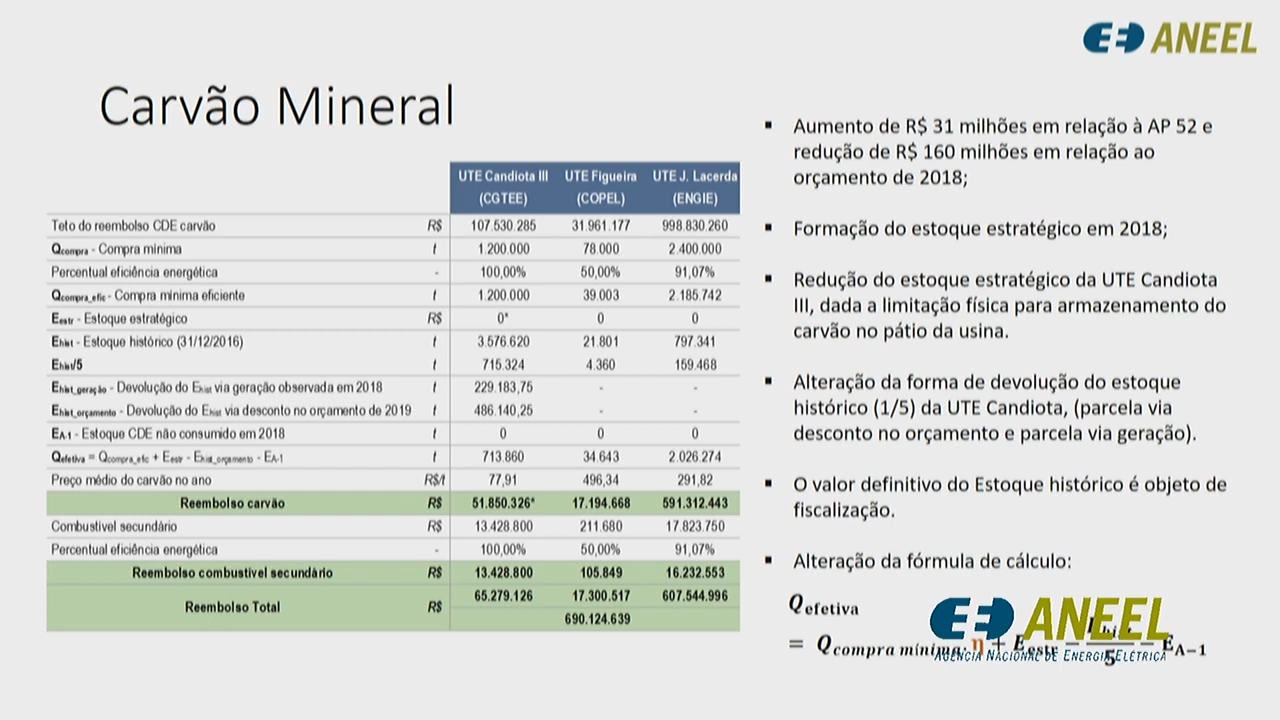 ANEEL
Carvão Mineral
UTE Candiota III UTE Figueira UTE J. Lacerda
(CGTEE) (COPEL) (ENGIE)
Teto do reembolso CDE carvão R$ 107.530.285 31.961.177 998.830.260
Qcompra - Compra mínima t 1.200.000 78.000 2.400.000
Percentual eficiência energética - 100,00% 50,00% 91,07%
Qcompra_efic - Compra mínima eficiente t 1.200.000 39.003 2.185.742
Eestr - Estoque estratégico R$ 0* 0 0
Ehist - Estoque histórico (31/12/2016) t 3.576.620 21.801 797.341
Ehist/5 t 715.324 4.360 159.468
Ehist_geração - Devolução do Ehist via geração observada em 2018 t 229.183,75 - -
Ehist_orçamento - Devolução do Ehist via desconto no orçamento de 2019 t 486.140,25 - -
EA-1 - Estoque CDE não consumido em 2018 t 0 0 0
Qefetiva = Qcompra_efic + Eestr - Ehist_orçamento - EA-1 t 713.860 34.643 2.026.274
Preço médio do carvão no ano R$/t 77,91 496,34 291,82
Reembolso carvão R$ 51.850.326* 17.194.668 591.312.443
Combustível secundário R$ 13.428.800 211.680 17.823.750
Percentual eficiência energética - 100,00% 50,00% 91,07%
Reembolso combustível secundário R$ 13.428.800 105.849 16.232.553
Reembolso Total R$ 65.279.126 17.300.517 607.544.996
690.124.639
▪ Aumento de R$ 31 milhões em relação à AP 52 e
redução de R$ 160 milhões em relação ao
orçamento de 2018;
▪ Formação do estoque estratégico em 2018;
▪ Redução do estoque estratégico da UTE Candiota
III, dada a limitação física para armazenamento do
carvão no pátio da usina.
▪ Alteração da forma de devolução do estoque
histórico (1/5) da UTE Candiota, (parcela via
desconto no orçamento e parcela via geração).
▪ O valor definitivo do Estoque histórico é objeto de
fiscalização.
▪ Alteração da fórmula de cálculo:
Qefetiva
= Qcompra mínima. η + Eestr - 5 - EA-1
ANEEL
AGÊNCIA NACIONAL DE ENERGIA ELÉTRICA